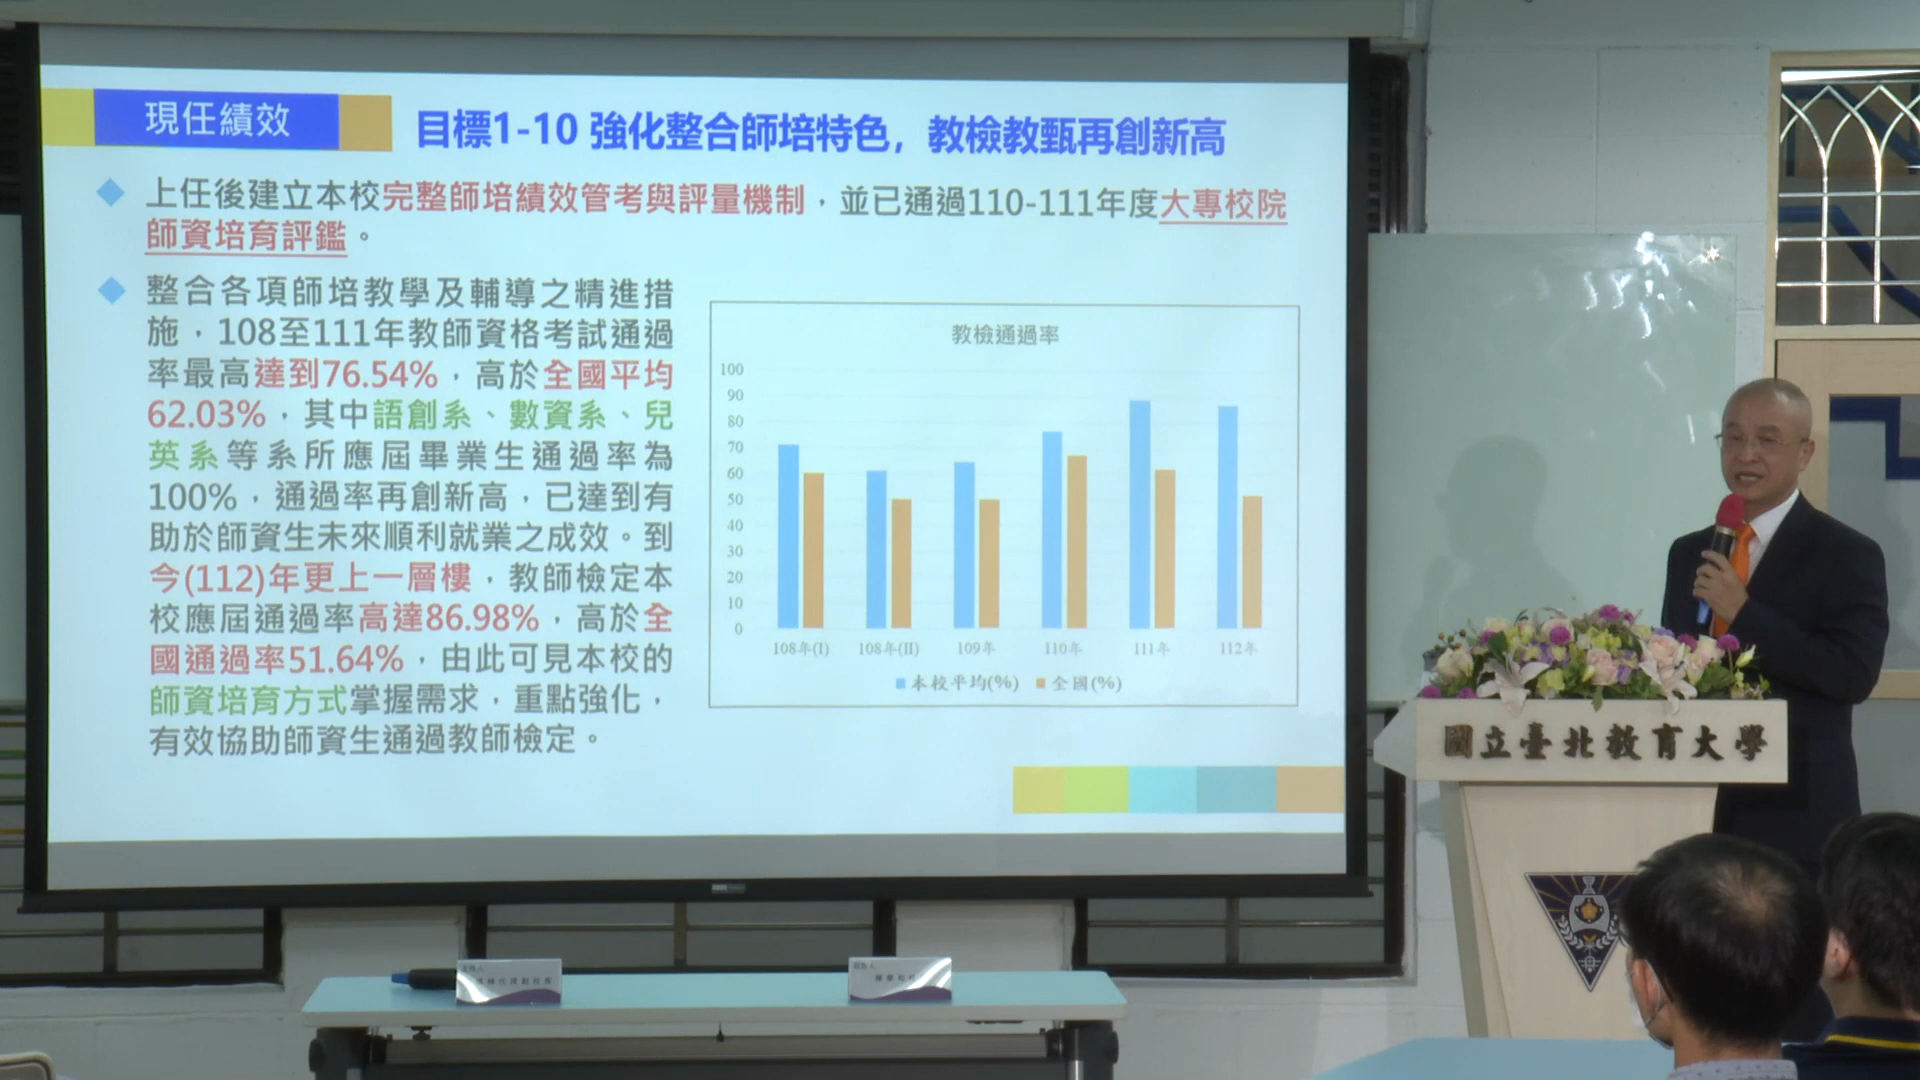 現任績效
目標1-10 強化整合師培特色，教檢教甄再創新高
上任後建立本校完整師培績效管考與評量機制，並已通過110-111年度大專校院
師資培育評鑑。
整合各項師培教學及輔導之精進措
施，108至111年教師資格考試通過
率最高達到76.54%，高於全國平均
62.03%，其中語創系、數資系、兒
英系等系所應屆畢業生通過率為
100%，通過率再創新高，已達到有
助於師資生未來順利就業之成效。到
今(112)年更上一層樓，教師檢定本
校應屆通過率高達86.98%，高於全
國通過率51.64%，由此可見本校的
師資培育方式掌握需求，重點強化，
有效協助師資生通過教師檢定。
教檢通過率
100
90
80
70
60
50
40
30
20
10
0
108年(I) 108年(II) 109年 110年 111年 112年
本校平均(%) 全國(%)
國立臺北教育大學